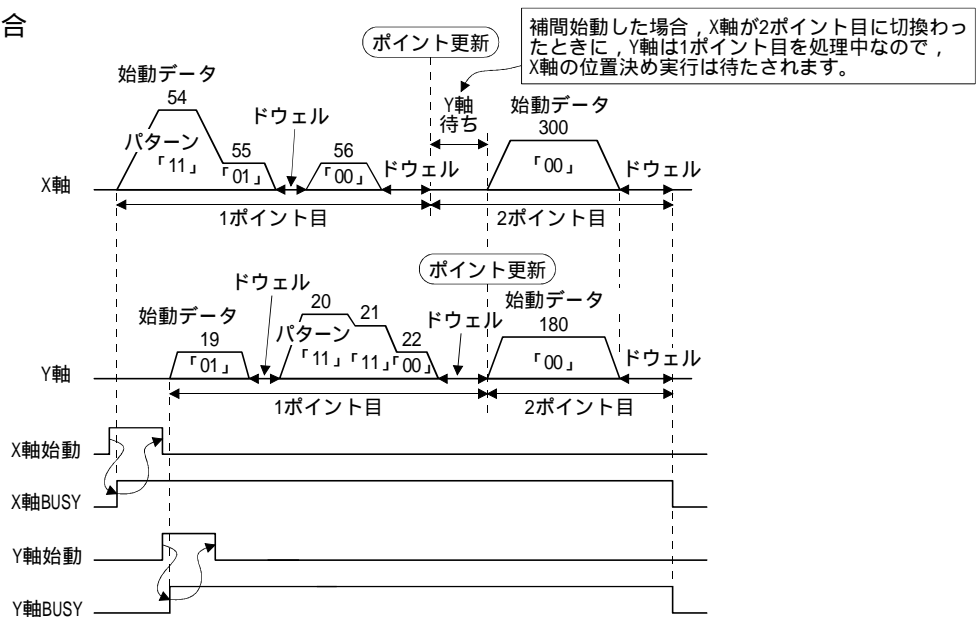 合
ポイント更新
補間始動した場合，X軸が2ポイント目に切換わっ
たときに，Y軸は1ポイント目を処理中なので，
X軸の位置決め実行は待たされます。
始動データ
54
パターン
「11」
55
「01」
ドウェル
56
「00」
ドウェル
Y軸
待ち
始動データ
300
「00」
ドウェル
X軸
1ポイント目
2ポイント目
ポイント更新
始動データ
19
「01」
ドウェル
20
パターン
「11」
21
「11」
22
「00」
ドウェル
始動データ
180
「00」
ドウェル
Y軸
1ポイント目
2ポイント目
X軸始動
X軸BUSY
Y軸始動
Y軸BUSY